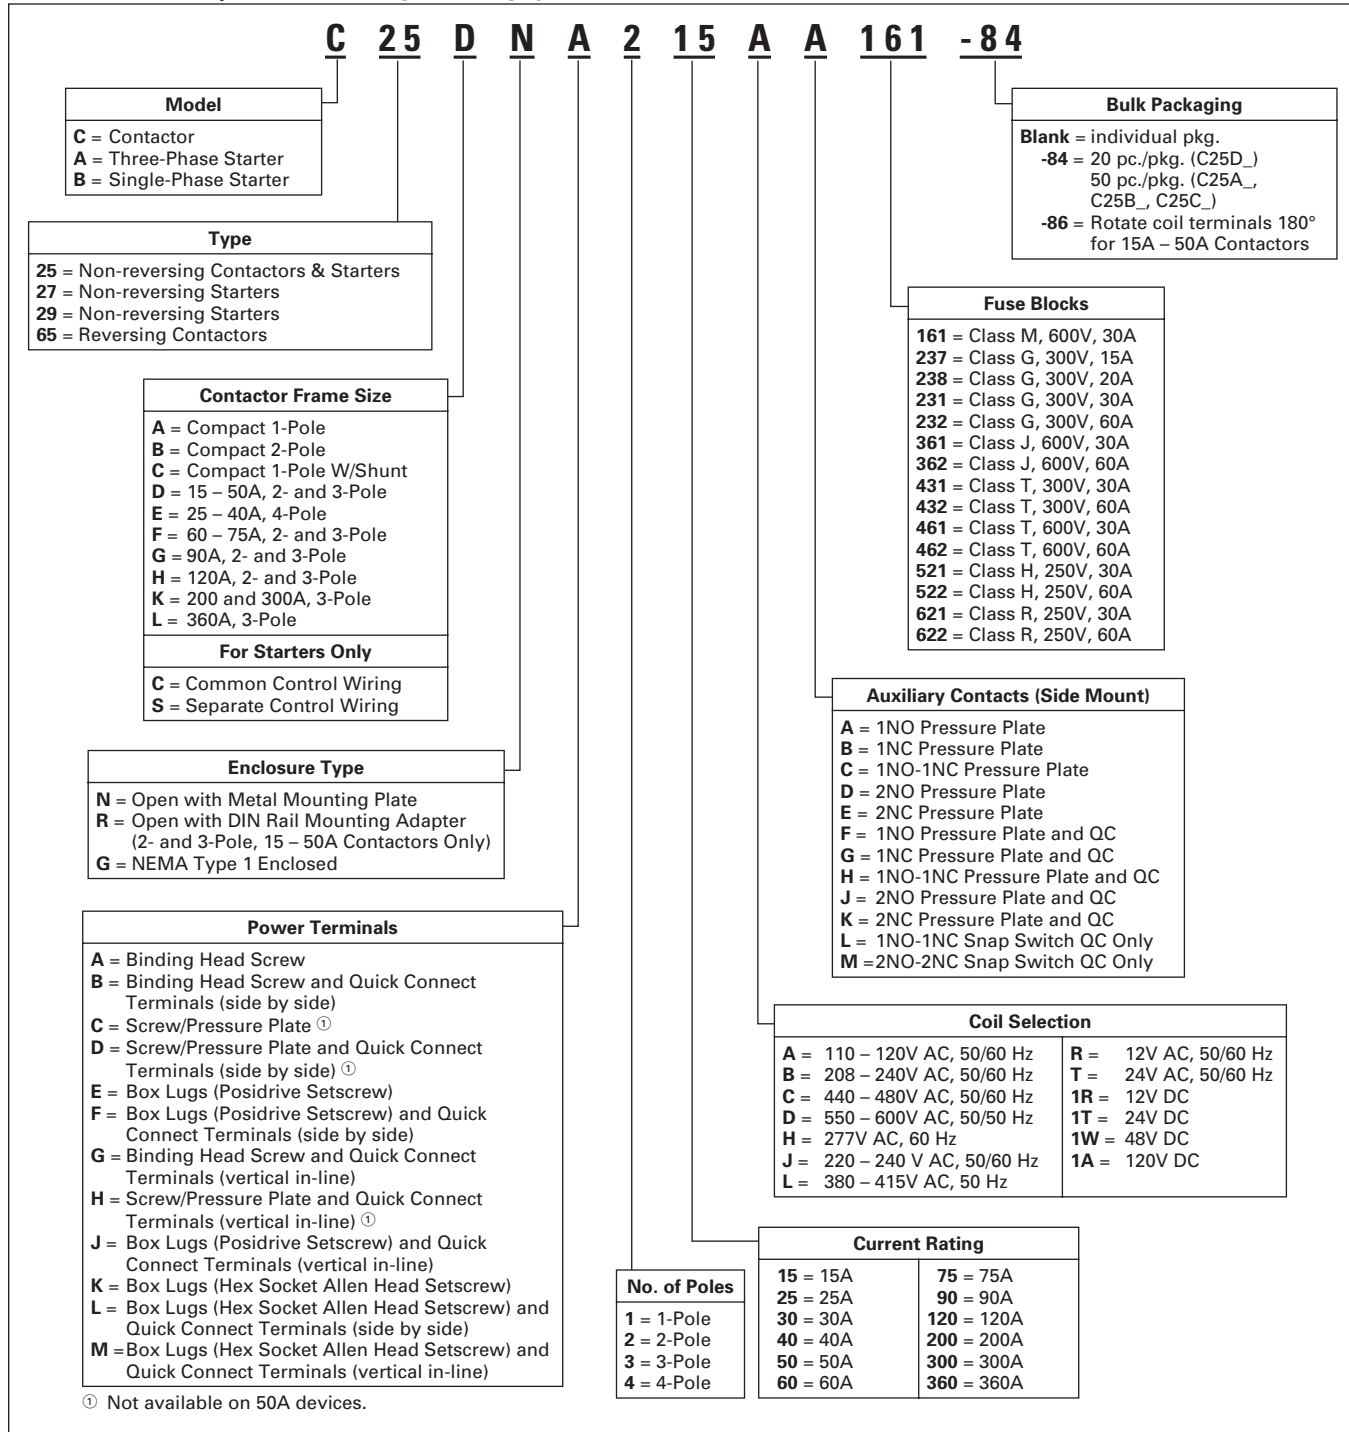 C 25 D N A 2 15 A A 161 -84
Model
C = Contactor
A = Three-Phase Starter
B = Single-Phase Starter
Bulk Packaging
Blank = individual pkg.
-84 = 20 pc./pkg. (C25D_)
50 pc./pkg. (C25A_,
C25B_, C25C_)
-86 = Rotate coil terminals 180°
for 15A – 50A Contactors
Type
25 = Non-reversing Contactors & Starters
27 = Non-reversing Starters
29 = Non-reversing Starters
65 = Reversing Contactors
Fuse Blocks
161 = Class M, 600V, 30A
237 = Class G, 300V, 15A
238 = Class G, 300V, 20A
231 = Class G, 300V, 30A
232 = Class G, 300V, 60A
361 = Class J, 600V, 30A
362 = Class J, 600V, 60A
431 = Class T, 300V, 30A
432 = Class T, 300V, 60A
461 = Class T, 600V, 30A
462 = Class T, 600V, 60A
521 = Class H, 250V, 30A
522 = Class H, 250V, 60A
621 = Class R, 250V, 30A
622 = Class R, 250V, 60A
Contactor Frame Size
A = Compact 1-Pole
B = Compact 2-Pole
C = Compact 1-Pole W/Shunt
D = 15 – 50A, 2- and 3-Pole
E = 25 – 40A, 4-Pole
F = 60 – 75A, 2- and 3-Pole
G = 90A, 2- and 3-Pole
H = 120A, 2- and 3-Pole
K = 200 and 300A, 3-Pole
L = 360A, 3-Pole
For Starters Only
C = Common Control Wiring
S = Separate Control Wiring
Auxiliary Contacts (Side Mount)
A = 1NO Pressure Plate
B = 1NC Pressure Plate
C = 1NO-1NC Pressure Plate
D = 2NO Pressure Plate
E = 2NC Pressure Plate
F = 1NO Pressure Plate and QC
G = 1NC Pressure Plate and QC
H = 1NO-1NC Pressure Plate and QC
J = 2NO Pressure Plate and QC
K = 2NC Pressure Plate and QC
L = 1NO-1NC Snap Switch QC Only
M =2NO-2NC Snap Switch QC Only
Enclosure Type
N = Open with Metal Mounting Plate
R = Open with DIN Rail Mounting Adapter
(2- and 3-Pole, 15 – 50A Contactors Only)
G = NEMA Type 1 Enclosed
Power Terminals
A = Binding Head Screw
B = Binding Head Screw and Quick Connect
Terminals (side by side)
C = Screw/Pressure Plate ①
D = Screw/Pressure Plate and Quick Connect
Terminals (side by side) ①
E = Box Lugs (Posidrive Setscrew)
F = Box Lugs (Posidrive Setscrew) and Quick
Connect Terminals (side by side)
G = Binding Head Screw and Quick Connect
Terminals (vertical in-line)
H = Screw/Pressure Plate and Quick Connect
Terminals (vertical in-line) ①
J = Box Lugs (Posidrive Setscrew) and Quick
Connect Terminals (vertical in-line)
K = Box Lugs (Hex Socket Allen Head Setscrew)
L = Box Lugs (Hex Socket Allen Head Setscrew) and
Quick Connect Terminals (side by side)
M =Box Lugs (Hex Socket Allen Head Setscrew) and
Quick Connect Terminals (vertical in-line)
① Not available on 50A devices.
Coil Selection
A = 110 – 120V AC, 50/60 Hz
B = 208 – 240V AC, 50/60 Hz
C = 440 – 480V AC, 50/60 Hz
D = 550 – 600V AC, 50/50 Hz
H = 277V AC, 60 Hz
J = 220 – 240 V AC, 50/60 Hz
L = 380 – 415V AC, 50 Hz
R = 12V AC, 50/60 Hz
T = 24V AC, 50/60 Hz
1R = 12V DC
1T = 24V DC
1W = 48V DC
1A = 120V DC
No. of Poles
1 = 1-Pole
2 = 2-Pole
3 = 3-Pole
4 = 4-Pole
Current Rating
15 = 15A
25 = 25A
30 = 30A
40 = 40A
50 = 50A
60 = 60A
75 = 75A
90 = 90A
120 = 120A
200 = 200A
300 = 300A
360 = 360A